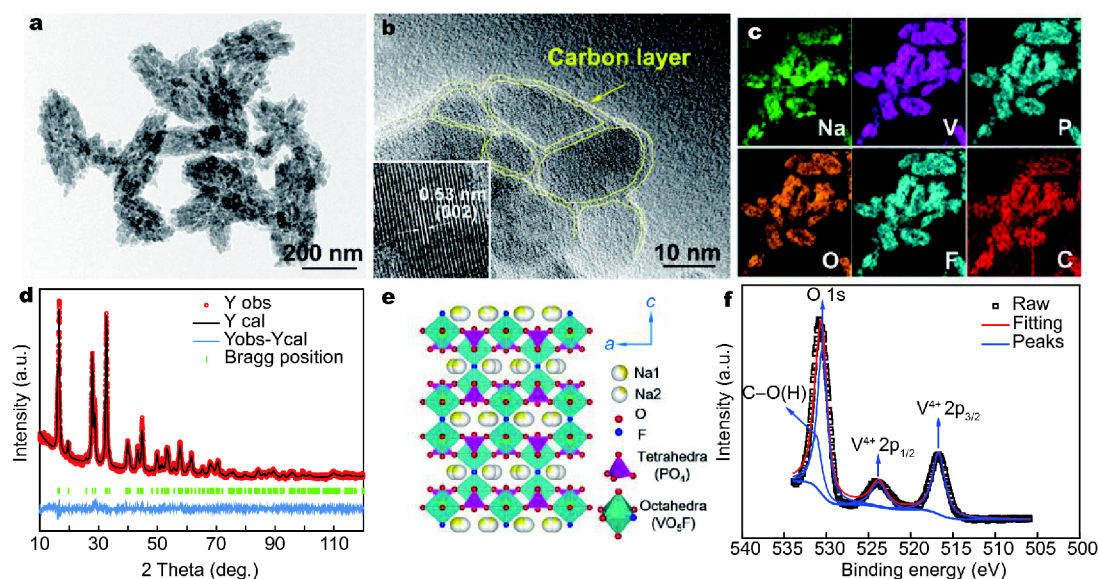 a
200 nm
b
Carbon layer
0.53 nm
(002)
10 nm
c
Na
V
P
O
F
C
d
Y obs
Y cal
Yobs-Ycal
Bragg position
Intensity (a.u.)
10 30 50 70 90 110
2 Theta (deg.)
e
c
a
Na1
Na2
O
F
Tetrahedra
(PO₄)
Octahedra
(VO₅F)
f
O 1s
Raw
Fitting
Peaks
C–O(H)
V⁴⁺ 2p₁/₂
V⁴⁺ 2p₃/₂
Intensity (a.u.)
540 535 530 525 520 515 510 505 500
Binding energy (eV)